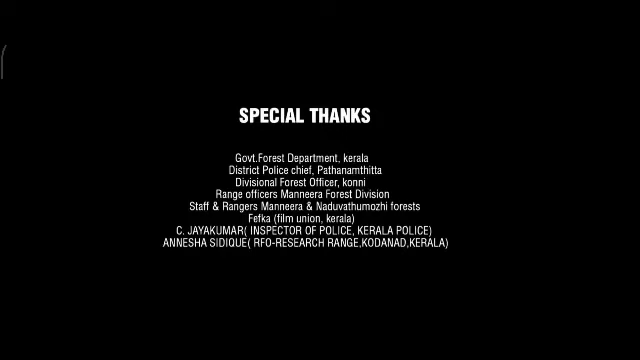 SPECIAL THANKS
Govt.Forest Department, kerala
District Police chief, Pathanamthitta
Divisional Forest Officer, konni
Range officers Manneera Forest Division
Staff & Rangers Manneera & Naduvathumozhi forests
Fefka (film union, kerala)
C. JAYAKUMAR( INSPECTOR OF POLICE, KERALA POLICE)
ANNESHA SIDIQUE( RFO-RESEARCH RANGE,KODANAD,KERALA)